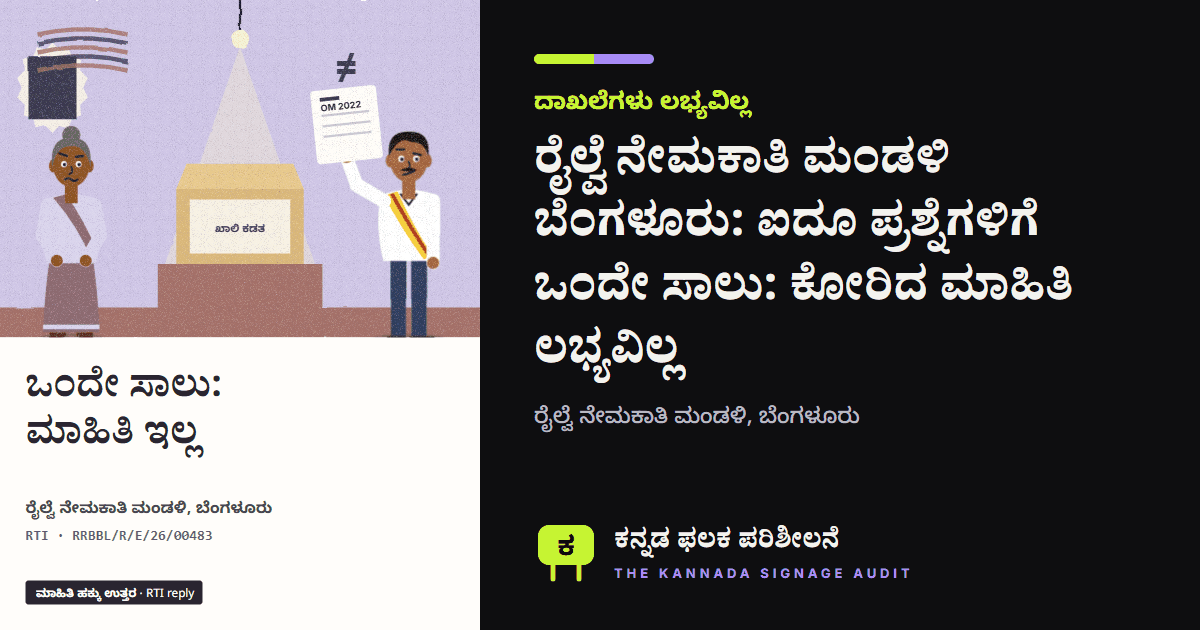 ≠
OM 2022
ಖಾಲಿ ಕಡತ
ಒಂದೇ ಸಾಲು:
ಮಾಹಿತಿ ಇಲ್ಲ
ರೈಲ್ವೆ ನೇಮಕಾತಿ ಮಂಡಳಿ, ಬೆಂಗಳೂರು
RTI · RRBBL/R/E/26/00483
ಮಾಹಿತಿ ಹಕ್ಕು ಉತ್ತರ · RTI reply
ದಾಖಲೆಗಳು ಲಭ್ಯವಿಲ್ಲ
ರೈಲ್ವೆ ನೇಮಕಾತಿ ಮಂಡಳಿ
ಬೆಂಗಳೂರು: ಐದೂ ಪ್ರಶ್ನೆಗಳಿಗೆ
ಒಂದೇ ಸಾಲು: ಕೋರಿದ ಮಾಹಿತಿ
ಲಭ್ಯವಿಲ್ಲ
ರೈಲ್ವೆ ನೇಮಕಾತಿ ಮಂಡಳಿ, ಬೆಂಗಳೂರು
ಕ
ಕನ್ನಡ ಫಲಕ ಪರಿಶೀಲನೆ
THE KANNADA SIGNAGE AUDIT